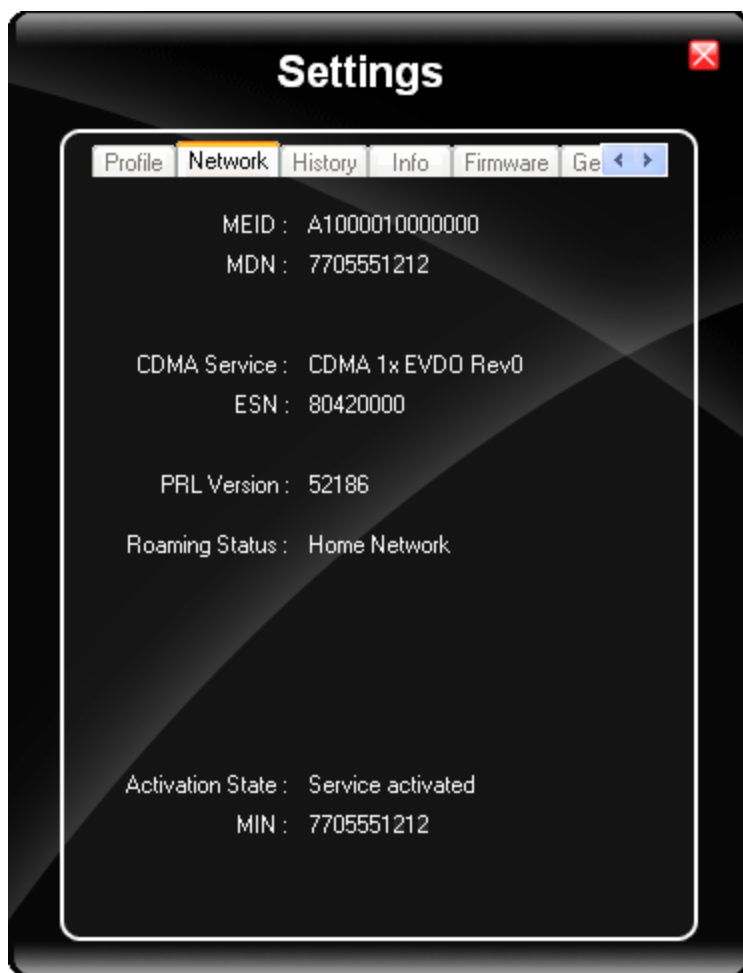 Settings
Profile Network History Info Firmware Ge
MEID : A1000010000000
MDN : 7705551212
CDMA Service : CDMA 1x EVDO Rev0
ESN : 80420000
PRL Version : 52186
Roaming Status : Home Network
Activation State : Service activated
MIN : 7705551212